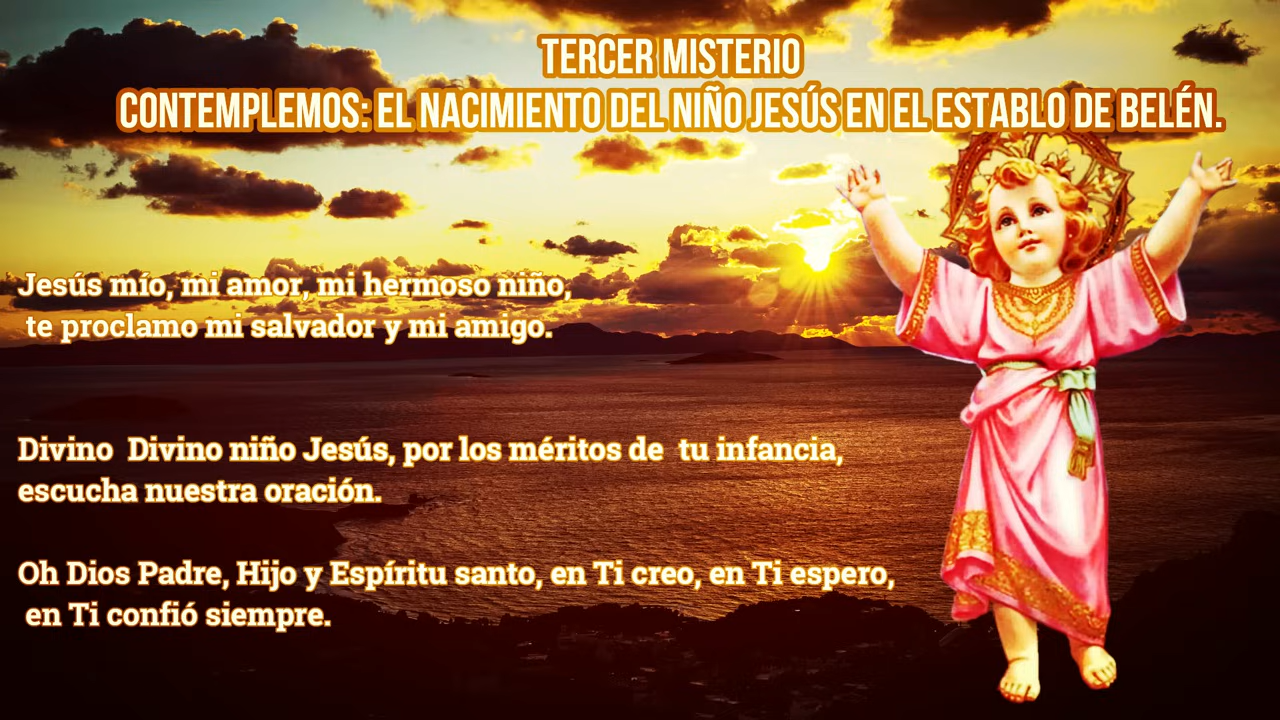 TERCER MISTERIO
CONTEMPLEMOS: EL NACIMIENTO DEL NIÑO JESÚS EN EL ESTABLO DE BELÉN.
Jesús mío, mi amor, mi hermoso niño,
te proclamo mi salvador y mi amigo.
Divino  Divino niño Jesús, por los méritos de  tu infancia,
escucha nuestra oración.
Oh Dios Padre, Hijo y Espíritu santo, en Ti creo, en Ti espero,
en Ti confió siempre.